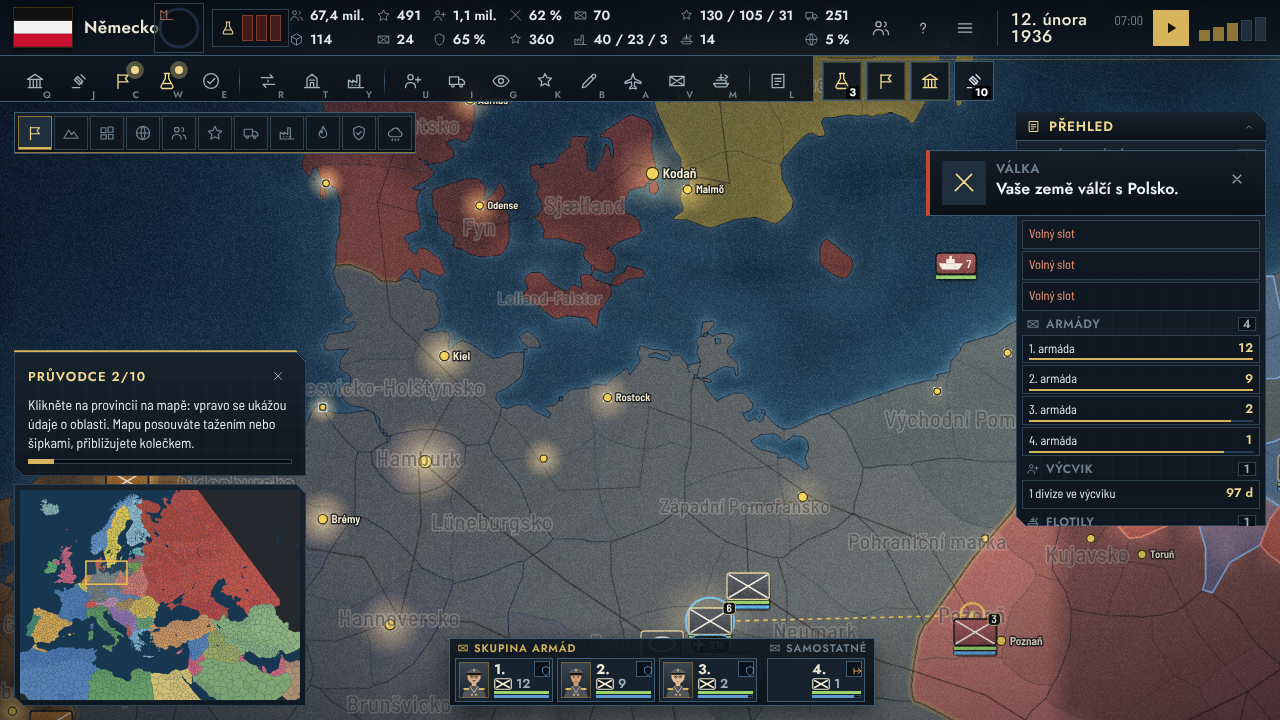 Německo
67,4 mil.
491
1,1 mil.
62 %
70
130 / 105 / 31
251
114
24
65 %
360
40 / 23 / 3
14
5 %
?
12. února
1936
07:00
Q
J
C
W
E
R
T
Y
U
I
G
S
B
A
V
M
L
3
10
PŘEHLED
VÁLKA
Vaše země válčí s Polsko.
Volný slot
Volný slot
Volný slot
ARMÁDY
4
1. armáda
12
2. armáda
9
3. armáda
2
4. armáda
1
VÝCVIK
1
1 divize ve výcviku
97 d
FLOTILY
1
PRŮVODCE 2/10
Klikněte na provincii na mapě: vpravo se ukážou
údaje o oblasti. Mapu posouváte tažením nebo
šipkami, přibližujete kolečkem.
Kodaň
Malmö
Odense
Fyn
Sjælland
Lolland-Falster
7
Kiel
Rostock
Hamburk
Brémy
Lüneburgsko
Západní Pomořansko
Východní Pom
Pohraniční marka
Kujavsko
Toruň
Hannoversko
Neumark
6
3
Poznaň
Brunšvicko
SKUPINA ARMÁD
SAMOSTATNÉ
1.
12
2.
9
3.
2
4.
1